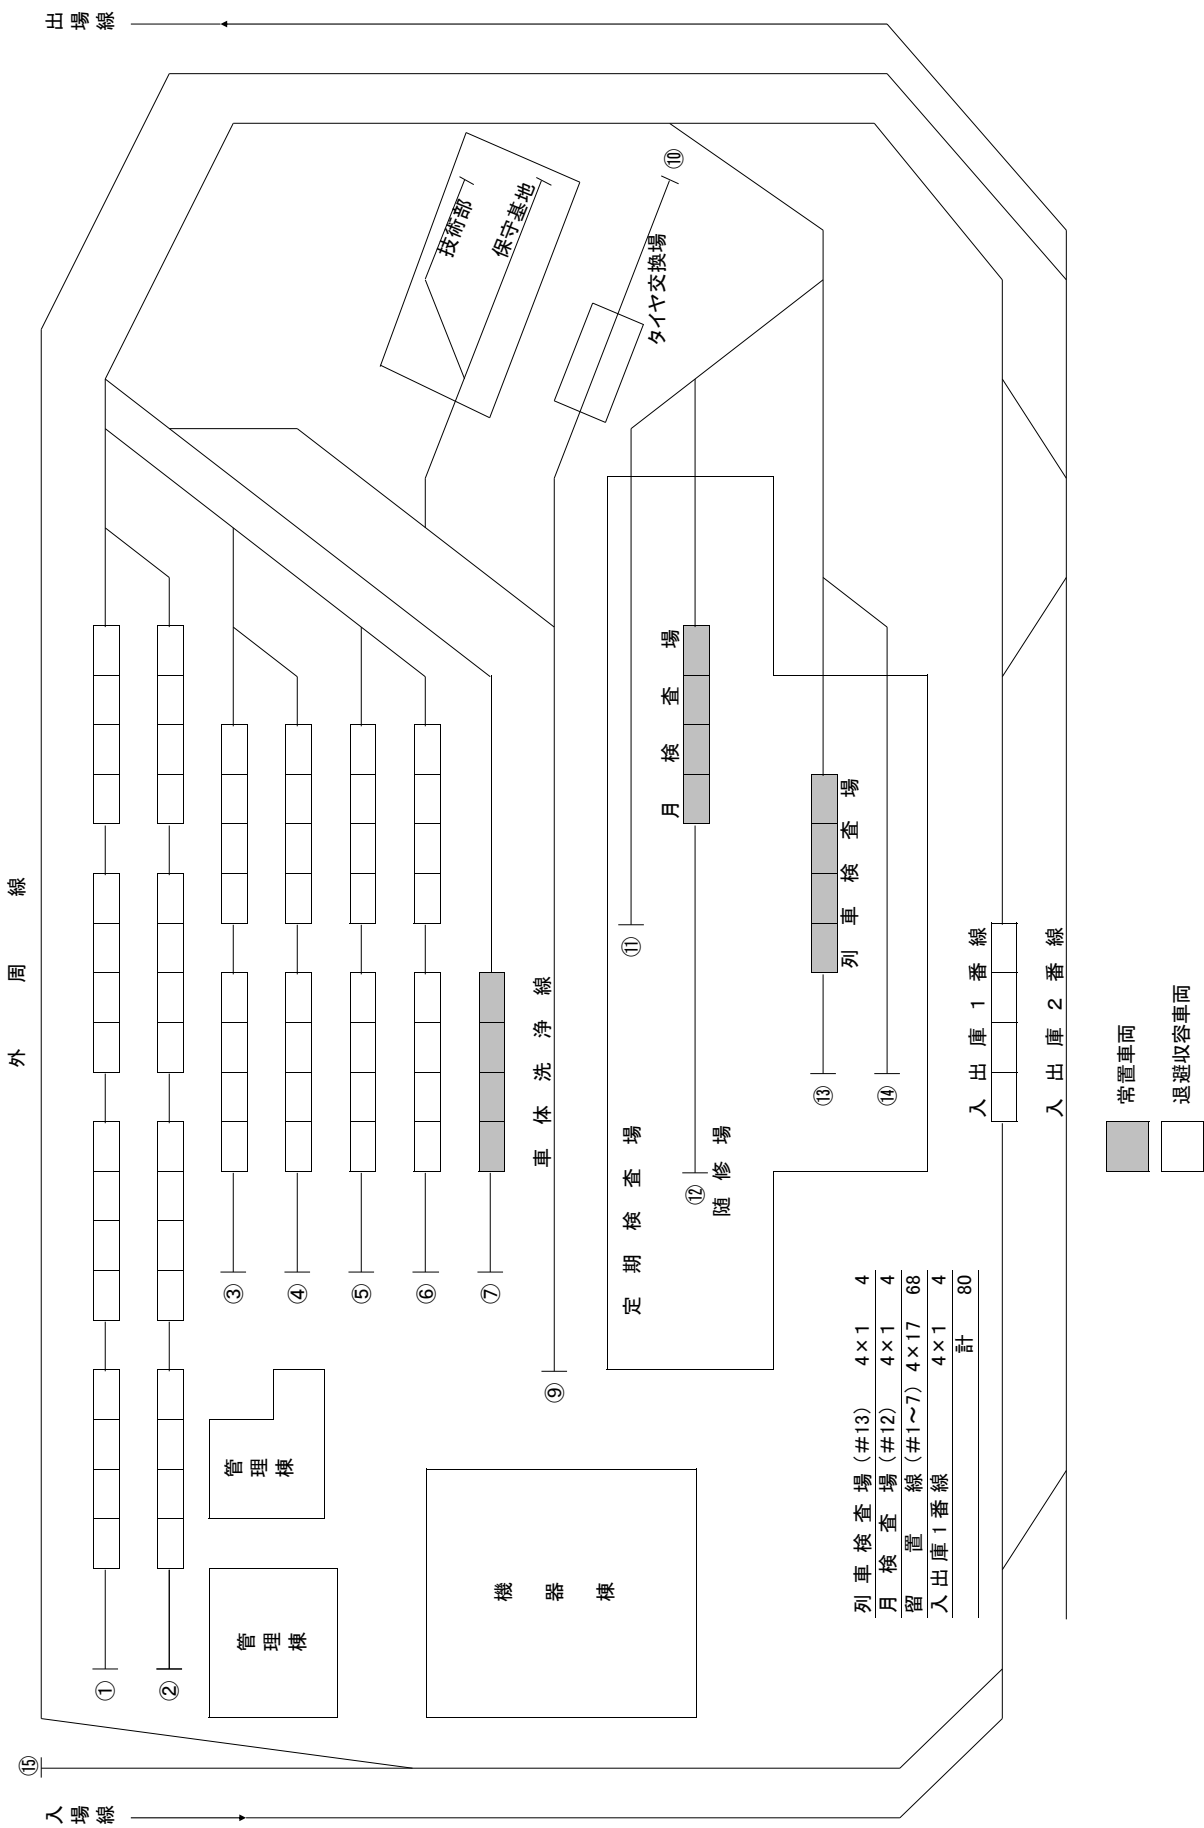 外周線
出場線
入場線
⑮
①
②
③
④
⑤
⑥
⑦
車体洗浄線
⑨
管理棟
管理棟
機器棟
技術部
保守基地
タイヤ交換場
⑩
定期検査場
⑪
月検査場
⑫
随修場
列車検査場
⑬
⑭
入出庫1番線
入出庫2番線
列車検査場(#13) 4×1 4
月検査場(#12) 4×1 4
留置線(#1~7) 4×17 68
入出庫1番線 4×1 4
計 80
常置車両
退避収容車両